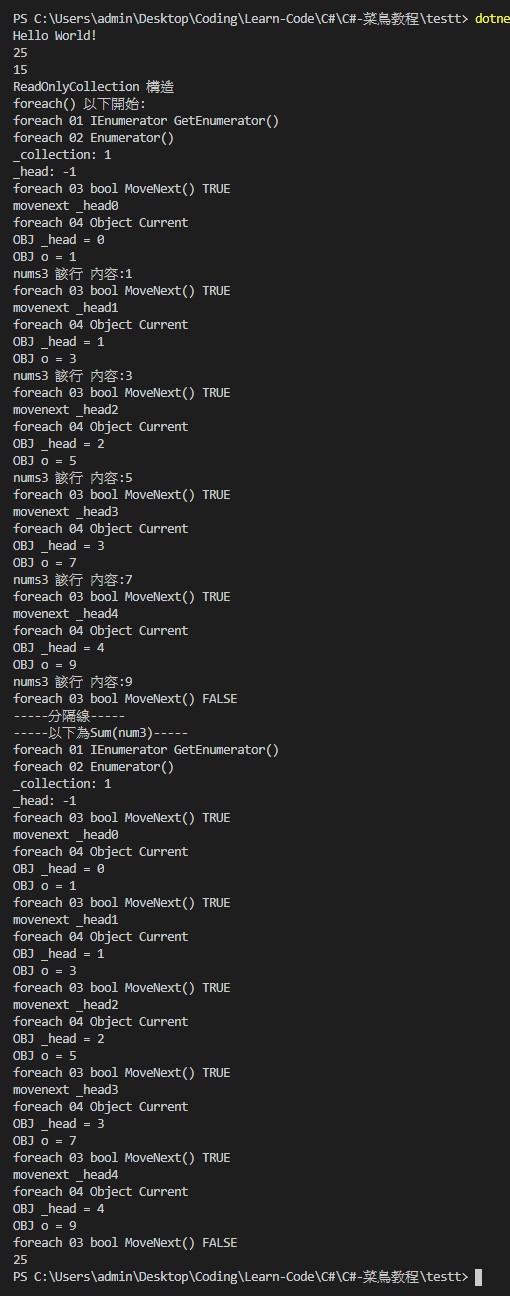 PS C:\Users\admin\Desktop\Coding\Learn-Code\C#\C#-菜鳥教程\testt> dotne
Hello World!
25
15
ReadOnlyCollection 構造
foreach() 以下開始:
foreach 01 IEnumerator GetEnumerator()
foreach 02 Enumerator()
_collection: 1
_head: -1
foreach 03 bool MoveNext() TRUE
movenext _head0
foreach 04 Object Current
OBJ _head = 0
OBJ o = 1
nums3 該行 內容:1
foreach 03 bool MoveNext() TRUE
movenext _head1
foreach 04 Object Current
OBJ _head = 1
OBJ o = 3
nums3 該行 內容:3
foreach 03 bool MoveNext() TRUE
movenext _head2
foreach 04 Object Current
OBJ _head = 2
OBJ o = 5
nums3 該行 內容:5
foreach 03 bool MoveNext() TRUE
movenext _head3
foreach 04 Object Current
OBJ _head = 3
OBJ o = 7
nums3 該行 內容:7
foreach 03 bool MoveNext() TRUE
movenext _head4
foreach 04 Object Current
OBJ _head = 4
OBJ o = 9
nums3 該行 內容:9
foreach 03 bool MoveNext() FALSE
-----分隔線-----
-----以下為Sum(num3)-----
foreach 01 IEnumerator GetEnumerator()
foreach 02 Enumerator()
_collection: 1
_head: -1
foreach 03 bool MoveNext() TRUE
movenext _head0
foreach 04 Object Current
OBJ _head = 0
OBJ o = 1
foreach 03 bool MoveNext() TRUE
movenext _head1
foreach 04 Object Current
OBJ _head = 1
OBJ o = 3
foreach 03 bool MoveNext() TRUE
movenext _head2
foreach 04 Object Current
OBJ _head = 2
OBJ o = 5
foreach 03 bool MoveNext() TRUE
movenext _head3
foreach 04 Object Current
OBJ _head = 3
OBJ o = 7
foreach 03 bool MoveNext() TRUE
movenext _head4
foreach 04 Object Current
OBJ _head = 4
OBJ o = 9
foreach 03 bool MoveNext() FALSE
25
PS C:\Users\admin\Desktop\Coding\Learn-Code\C#\C#-菜鳥教程\testt>